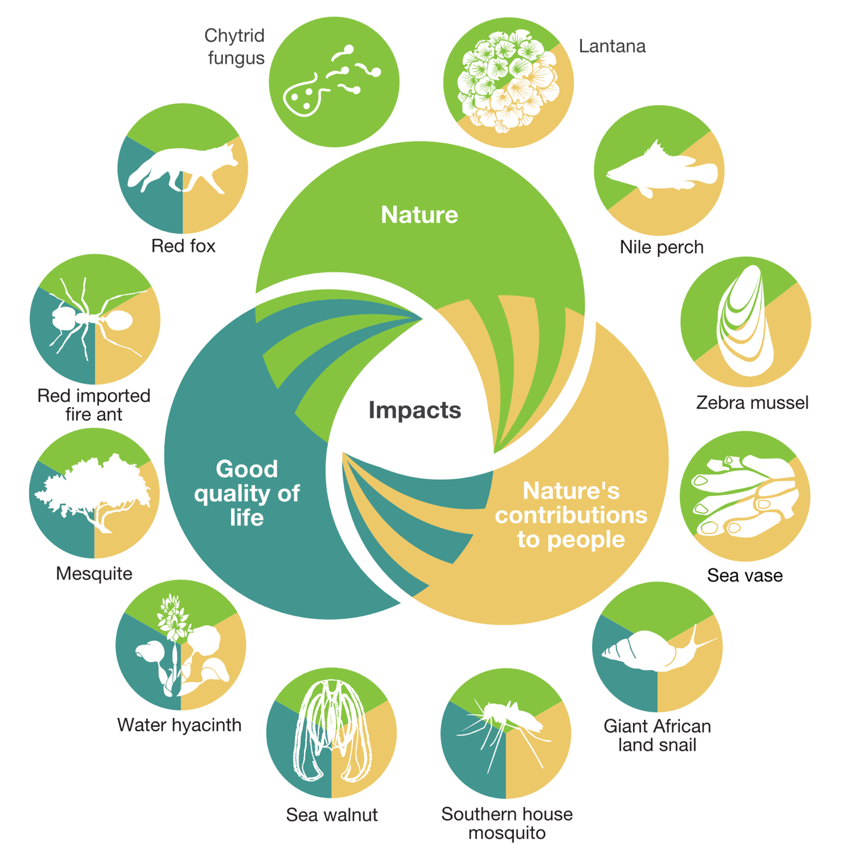 Chytrid
fungus
Lantana
Red fox
Nile perch
Nature
Red imported
fire ant
Zebra mussel
Impacts
Good
quality of
life
Nature's
contributions
to people
Mesquite
Sea vase
Water hyacinth
Giant African
land snail
Sea walnut
Southern house
mosquito